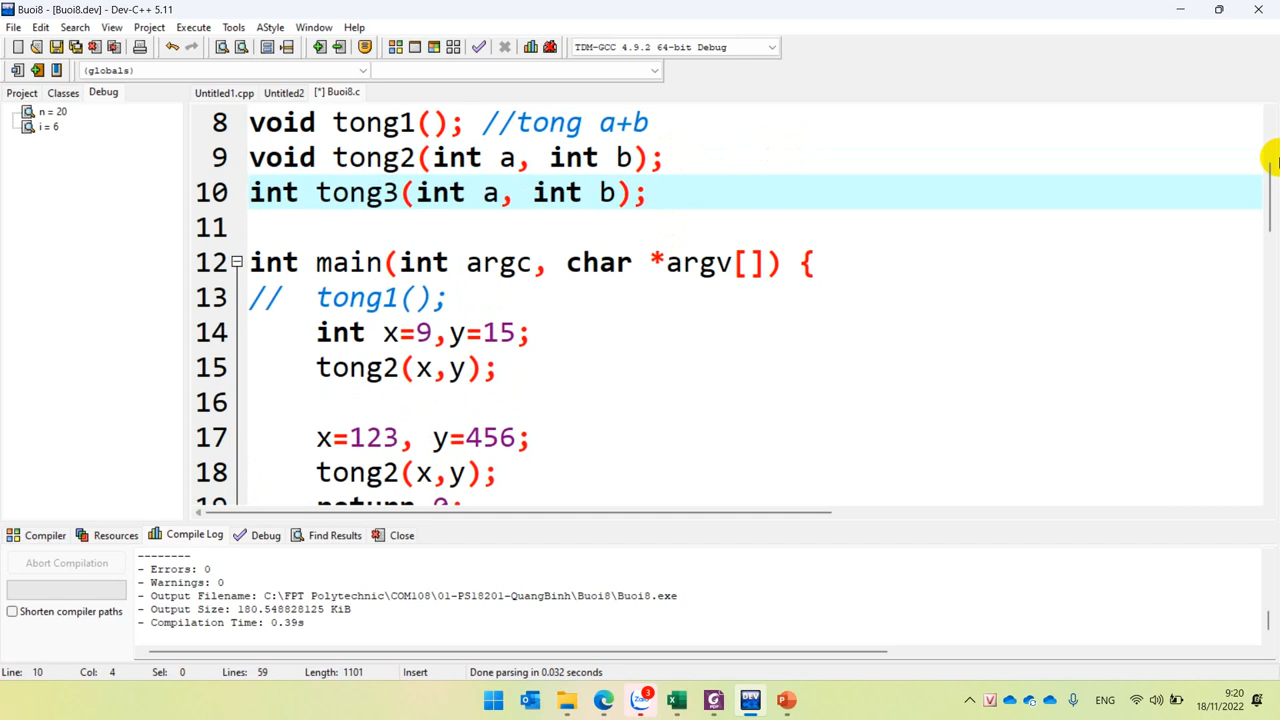 Buoi8 - [Buoi8.dev] - Dev-C++ 5.11
File Edit Search View Project Execute Tools AStyle Window Help
TDM-GCC 4.9.2 64-bit Debug
(globals)
Project Classes Debug
Untitled1.cpp Untitled2 [*] Buoi8.c
n = 20
i = 6
8 void tong1(); //tong a+b
9 void tong2(int a, int b);
10 int tong3(int a, int b);
11
12 int main(int argc, char *argv[]) {
13 // tong1();
14 int x=9,y=15;
15 tong2(x,y);
16
17 x=123, y=456;
18 tong2(x,y);
19 return 0;
Compiler Resources Compile Log Debug Find Results Close
Abort Compilation
Shorten compiler paths
--------
- Errors: 0
- Warnings: 0
- Output Filename: C:\FPT Polytechnic\COM108\01-PS18201-QuangBinh\Buoi8\Buoi8.exe
- Output Size: 180.548828125 KiB
- Compilation Time: 0.39s
Line: 10 Col: 4 Sel: 0 Lines: 59 Length: 1101 Insert Done parsing in 0.032 seconds
Zalo 3 DEV
ENG
9:20
18/11/2022